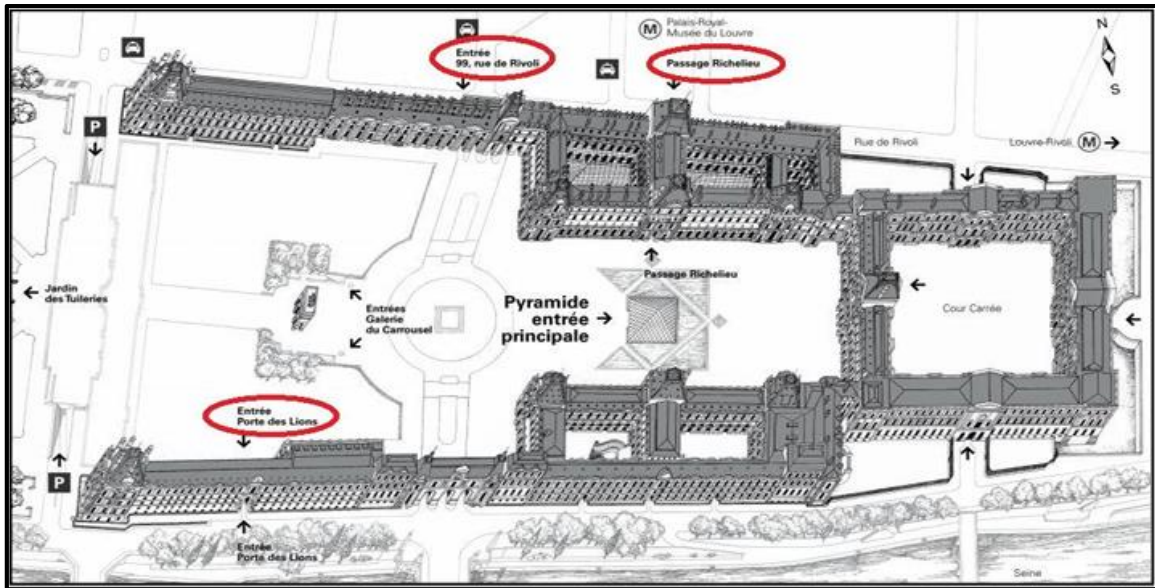 Palais-Royal-
Musée du Louvre
M
N
S
Entrée
99, rue de Rivoli
Passage Richelieu
P
Rue de Rivoli
Louvre-Rivoli M
Jardin
des Tuileries
Entrées
Galerie
du Carrousel
Passage Richelieu
Pyramide
entrée
principale
Cour Carrée
Entrée
Porte des Lions
P
Entrée
Porte des Lions
Seine